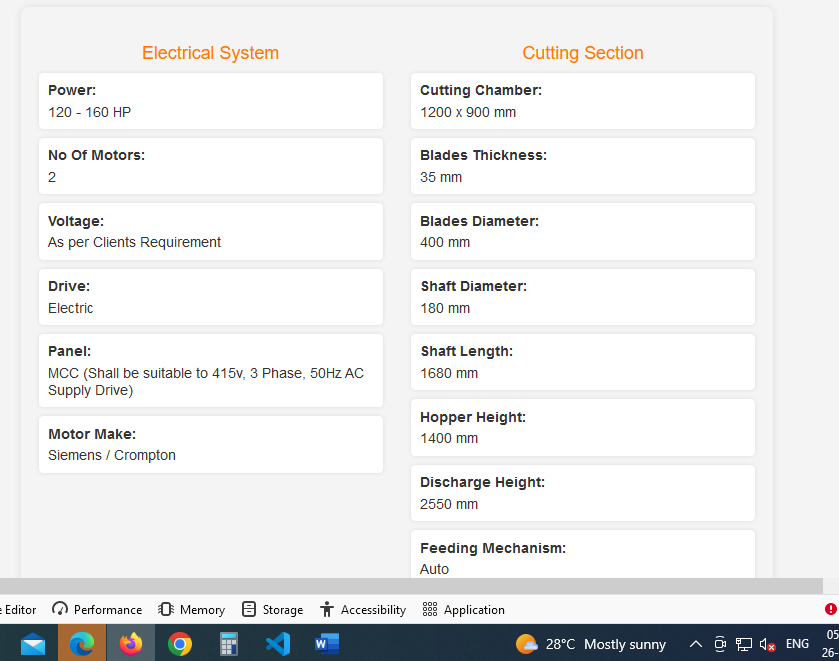 Electrical System
Power:
120 - 160 HP
No Of Motors:
2
Voltage:
As per Clients Requirement
Drive:
Electric
Panel:
MCC (Shall be suitable to 415v, 3 Phase, 50Hz AC
Supply Drive)
Motor Make:
Siemens / Crompton
Cutting Section
Cutting Chamber:
1200 x 900 mm
Blades Thickness:
35 mm
Blades Diameter:
400 mm
Shaft Diameter:
180 mm
Shaft Length:
1680 mm
Hopper Height:
1400 mm
Discharge Height:
2550 mm
Feeding Mechanism:
Auto
Editor Performance Memory Storage Accessibility Application
28°C Mostly sunny ENG 05
26-